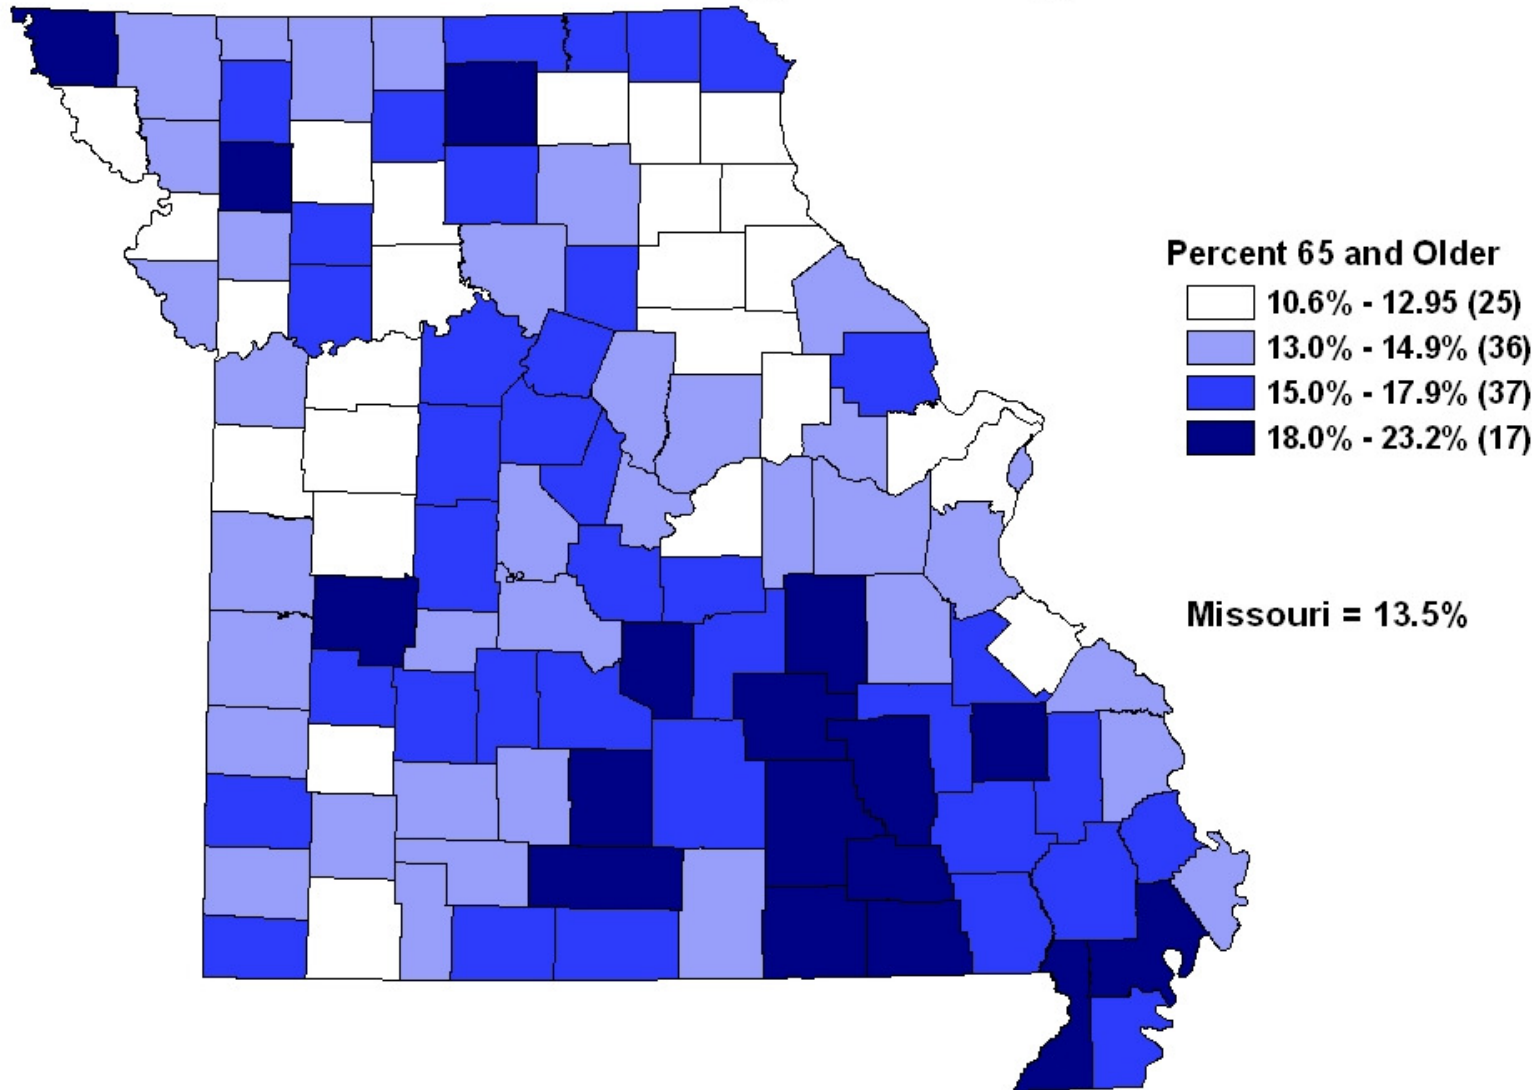 Percent 65 and Older
10.6% - 12.95 (25)
13.0% - 14.9% (36)
15.0% - 17.9% (37)
18.0% - 23.2% (17)
Missouri = 13.5%